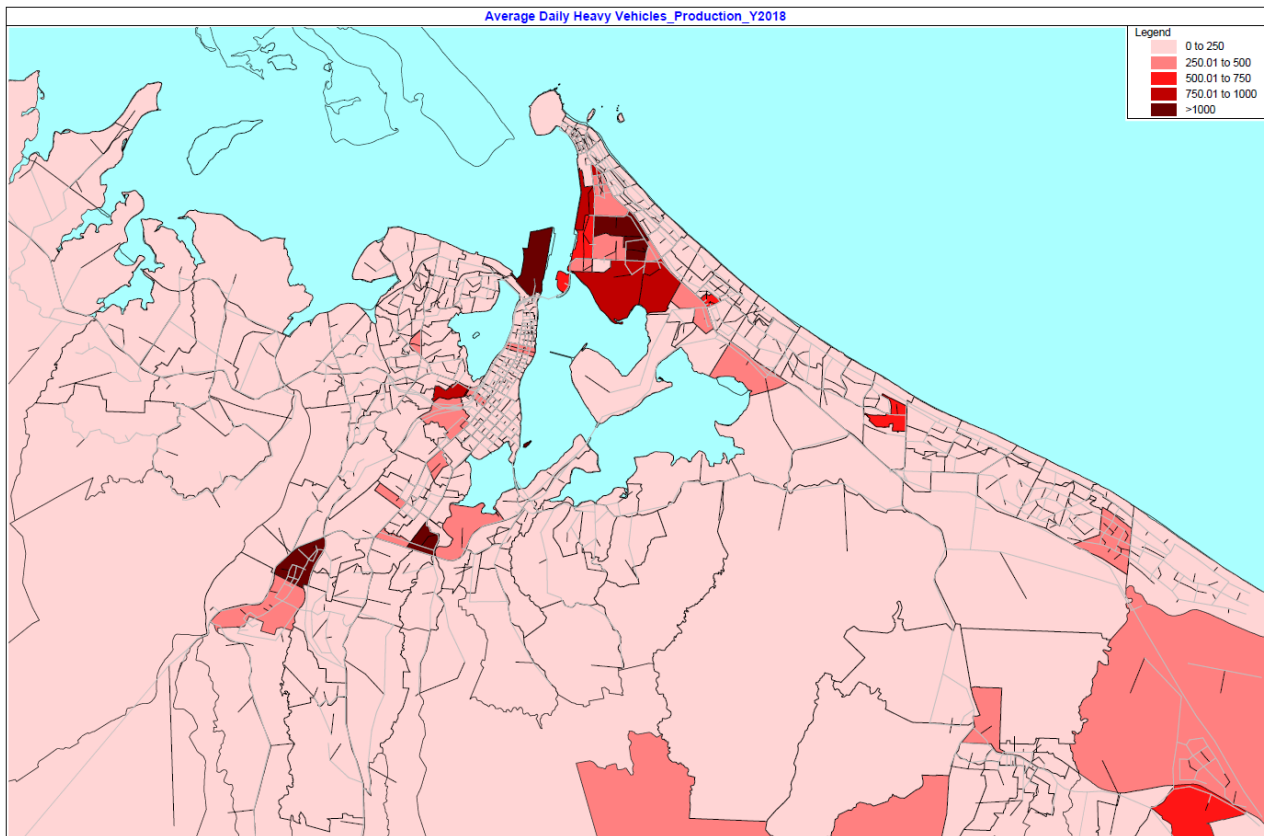 Average Daily Heavy Vehicles_Production_Y2018
Legend
0 to 250
250.01 to 500
500.01 to 750
750.01 to 1000
>1000